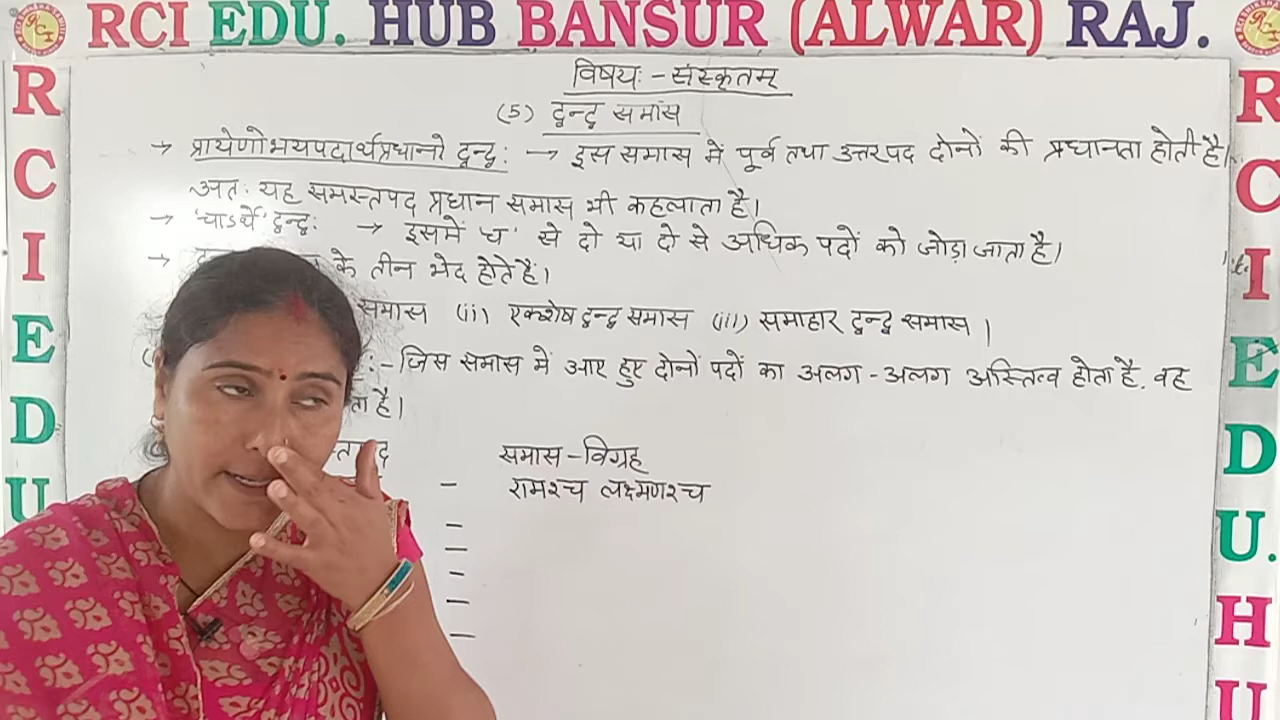 RCI EDU. HUB BANSUR (ALWAR) RAJ.
विषयः - संस्कृतम्
(5) द्वन्द्व समास
→ प्रायेणोभयपदार्थप्रधानो द्वन्द्वः → इस समास में पूर्व तथा उत्तरपद दोनों की प्रधानता होती है।
अतः यह समस्तपद प्रधान समास भी कहलाता है।
→ 'चाऽर्थे' द्वन्द्वः → इसमें 'च' से दो या दो से अधिक पदों को जोड़ा जाता है।
→ के तीन भेद होते हैं।
समास (ii) एकशेष द्वन्द्व समास (iii) समाहार द्वन्द्व समास।
:- जिस समास में आए हुए दोनों पदों का अलग-अलग अस्तित्व होता है. वह
है।
समास-विग्रह
- रामश्च लक्ष्मणश्च
-
-
-
-
-
R C I E D U
R C I E D U. H U